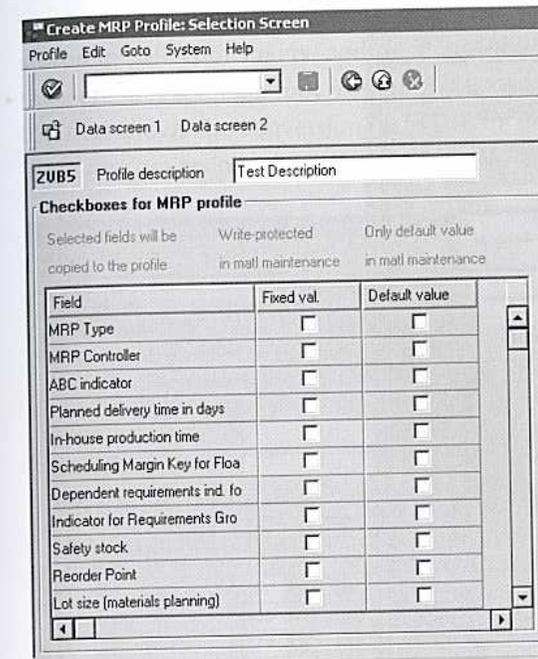 Create MRP Profile: Selection Screen
Profile Edit Goto System Help
Data screen 1 Data screen 2
ZVB5 Profile description Test Description
Checkboxes for MRP profile
Selected fields will be Write-protected Only default value
copied to the profile in matl maintenance in matl maintenance
Field Fixed val. Default value
MRP Type
MRP Controller
ABC indicator
Planned delivery time in days
In-house production time
Scheduling Margin Key for Floa
Dependent requirements ind. fo
Indicator for Requirements Gro
Safety stock
Reorder Point
Lot size (materials planning)